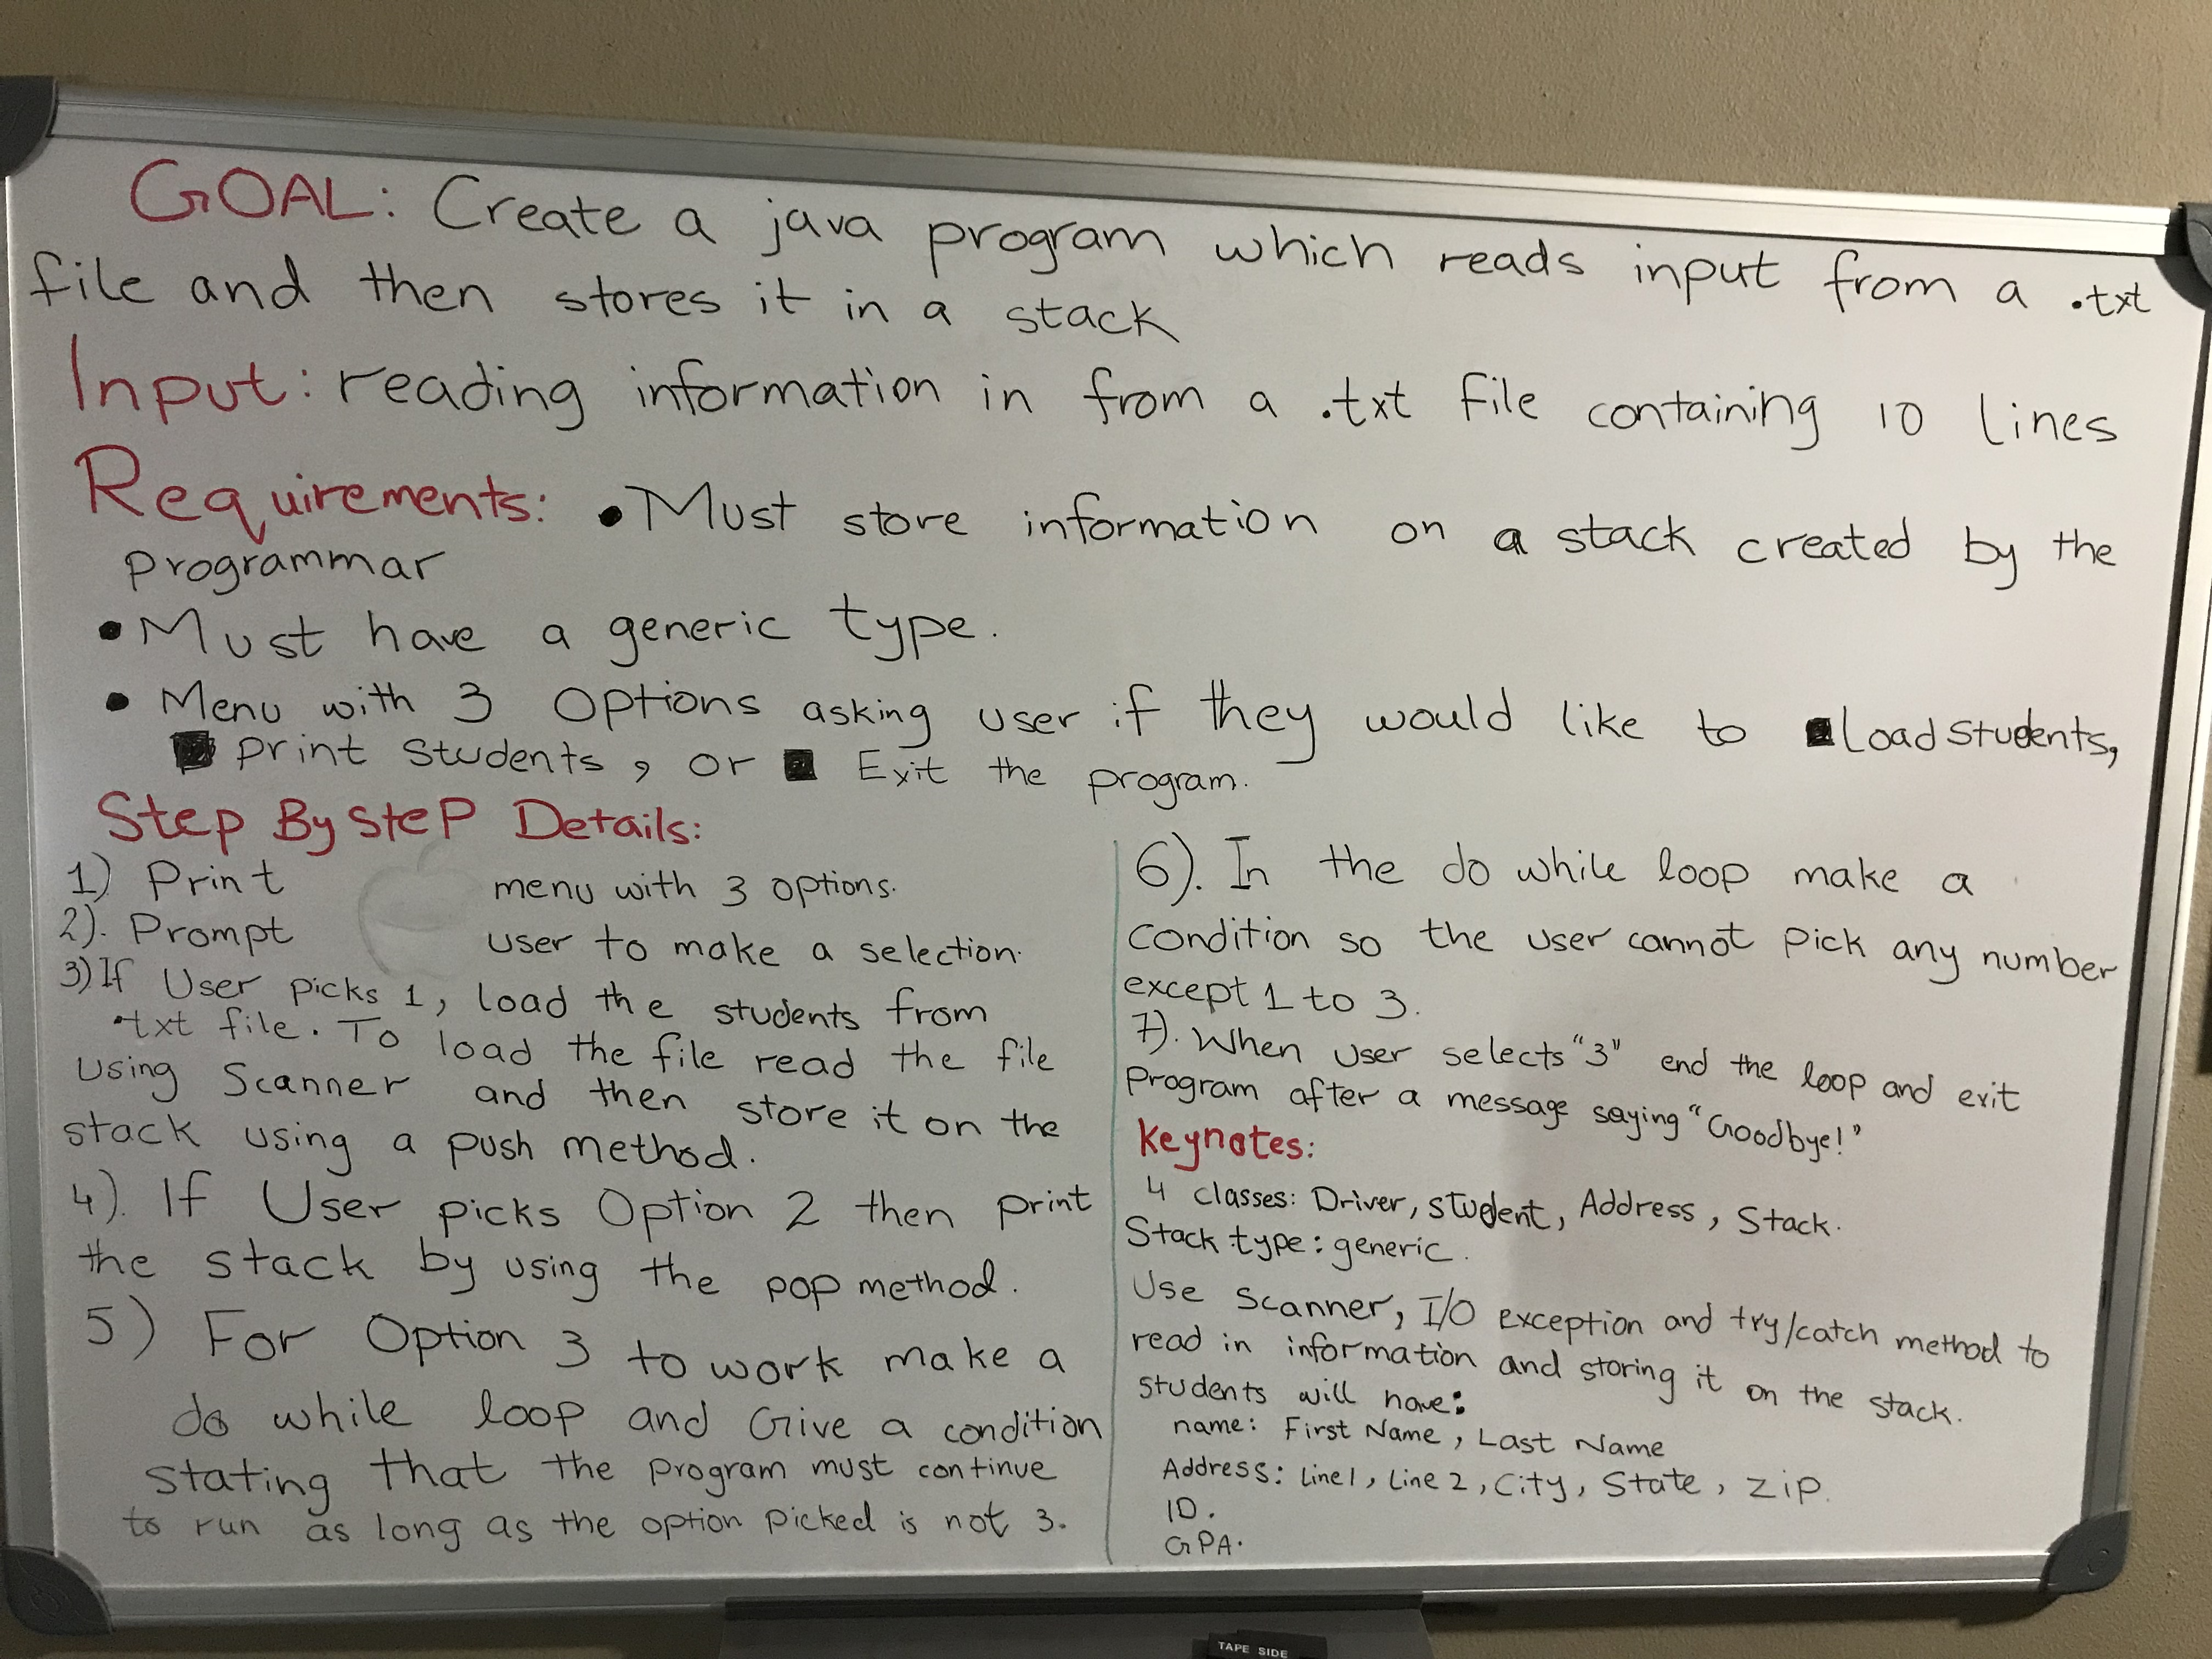 GOAL: Create a java program which reads input from a .txt
file and then stores it in a stack
Input: reading information in from a .txt file containing 10 lines
Requirements: • Must store information on a stack created by the
programmar
• Must have a generic type.
• Menu with 3 options asking user if they would like to ■ Load students,
■ print students, or ■ Exit the program.
Step By Step Details:
1) Print menu with 3 options.
2). Prompt user to make a selection.
3) If User picks 1, load the students from
.txt file. To load the file read the file
using Scanner and then store it on the
stack using a push method.
4). If User picks Option 2 then print
the stack by using the pop method.
5) For Option 3 to work make a
do while loop and Give a condition
stating that the program must continue
to run as long as the option picked is not 3.
6). In the do while loop make a
condition so the user cannot pick any number
except 1 to 3.
7). When user selects "3" end the loop and exit
program after a message saying "Goodbye!"
Keynotes:
4 classes: Driver, student, Address, Stack.
Stack type: generic.
Use Scanner, I/O exception and try/catch method to
read in information and storing it on the stack.
students will have:
name: First Name, Last Name
Address: Line1, Line 2, City, State, Zip.
ID.
GPA.
TAPE SIDE